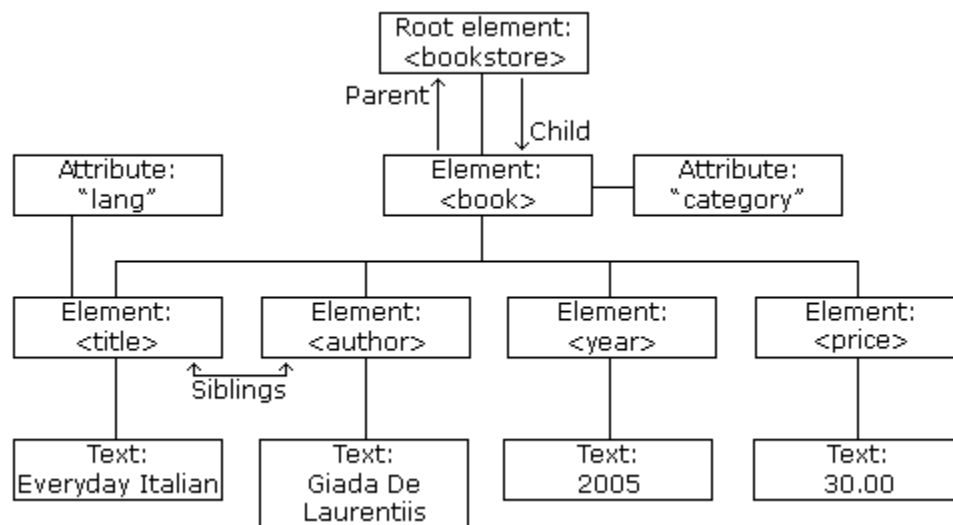 Root element:
<bookstore>
Parent
Child
Attribute:
“lang”
Element:
<book>
Attribute:
“category”
Element:
<title>
Element:
<author>
Element:
<year>
Element:
<price>
Siblings
Text:
Everyday Italian
Text:
Giada De
Laurentiis
Text:
2005
Text:
30.00